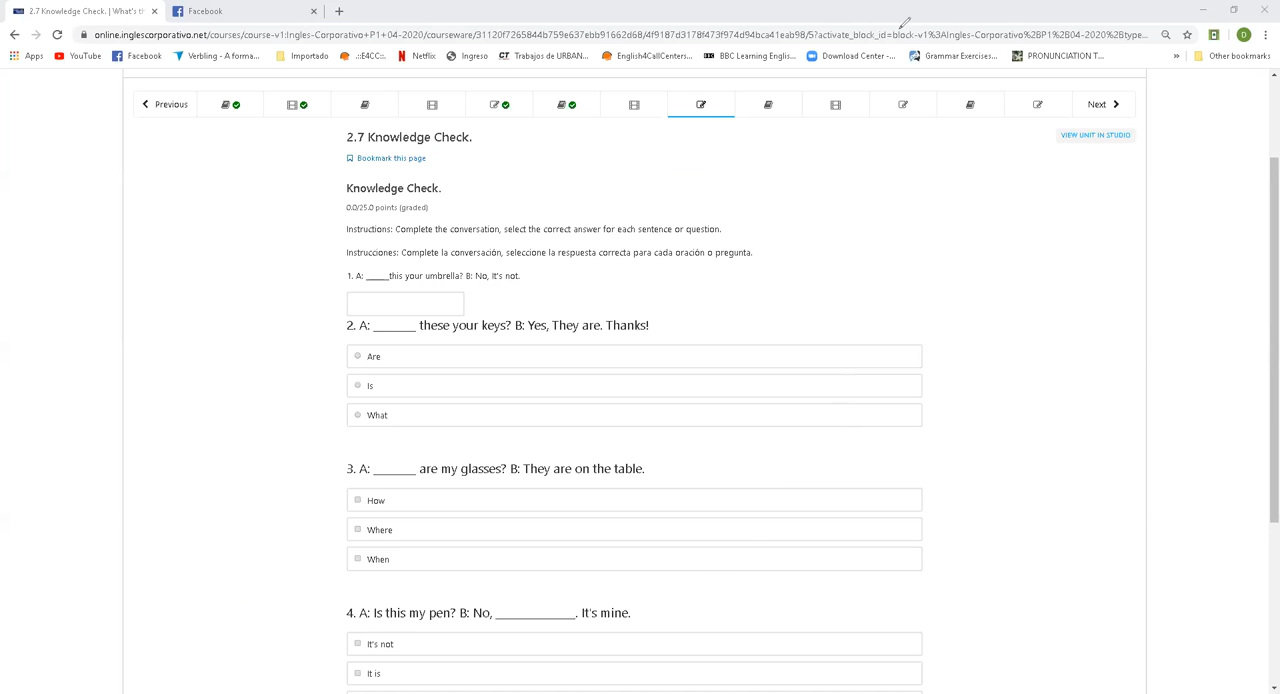 2.7 Knowledge Check. | What's th
Facebook
online.inglescorporativo.net/courses/course-v1:Ingles-Corporativo+P1+04-2020/courseware/31120f7265844b759e637ebb91662d68/4f9187d3178f473f974d94bca41eab98/5?activate_block_id=block-v1%3AIngles-Corporativo%2BP1%2B04-2020%2Btype...
D
Apps YouTube Facebook Verbling - A forma... Importado .::E4CC::. Netflix Ingreso Trabajos de URBAN... English4CallCenters... BBC Learning Englis... Download Center -... Grammar Exercises... PRONUNCIATION T... » Other bookmarks
Previous Next
2.7 Knowledge Check.
VIEW UNIT IN STUDIO
Bookmark this page
Knowledge Check.
0.0/25.0 points (graded)
Instructions: Complete the conversation, select the correct answer for each sentence or question.
Instrucciones: Complete la conversación, seleccione la respuesta correcta para cada oración o pregunta.
1. A: _____this your umbrella? B: No, It's not.
2. A: _______ these your keys? B: Yes, They are. Thanks!
Are
Is
What
3. A: _______ are my glasses? B: They are on the table.
How
Where
When
4. A: Is this my pen? B: No, _____________. It's mine.
It's not
It is